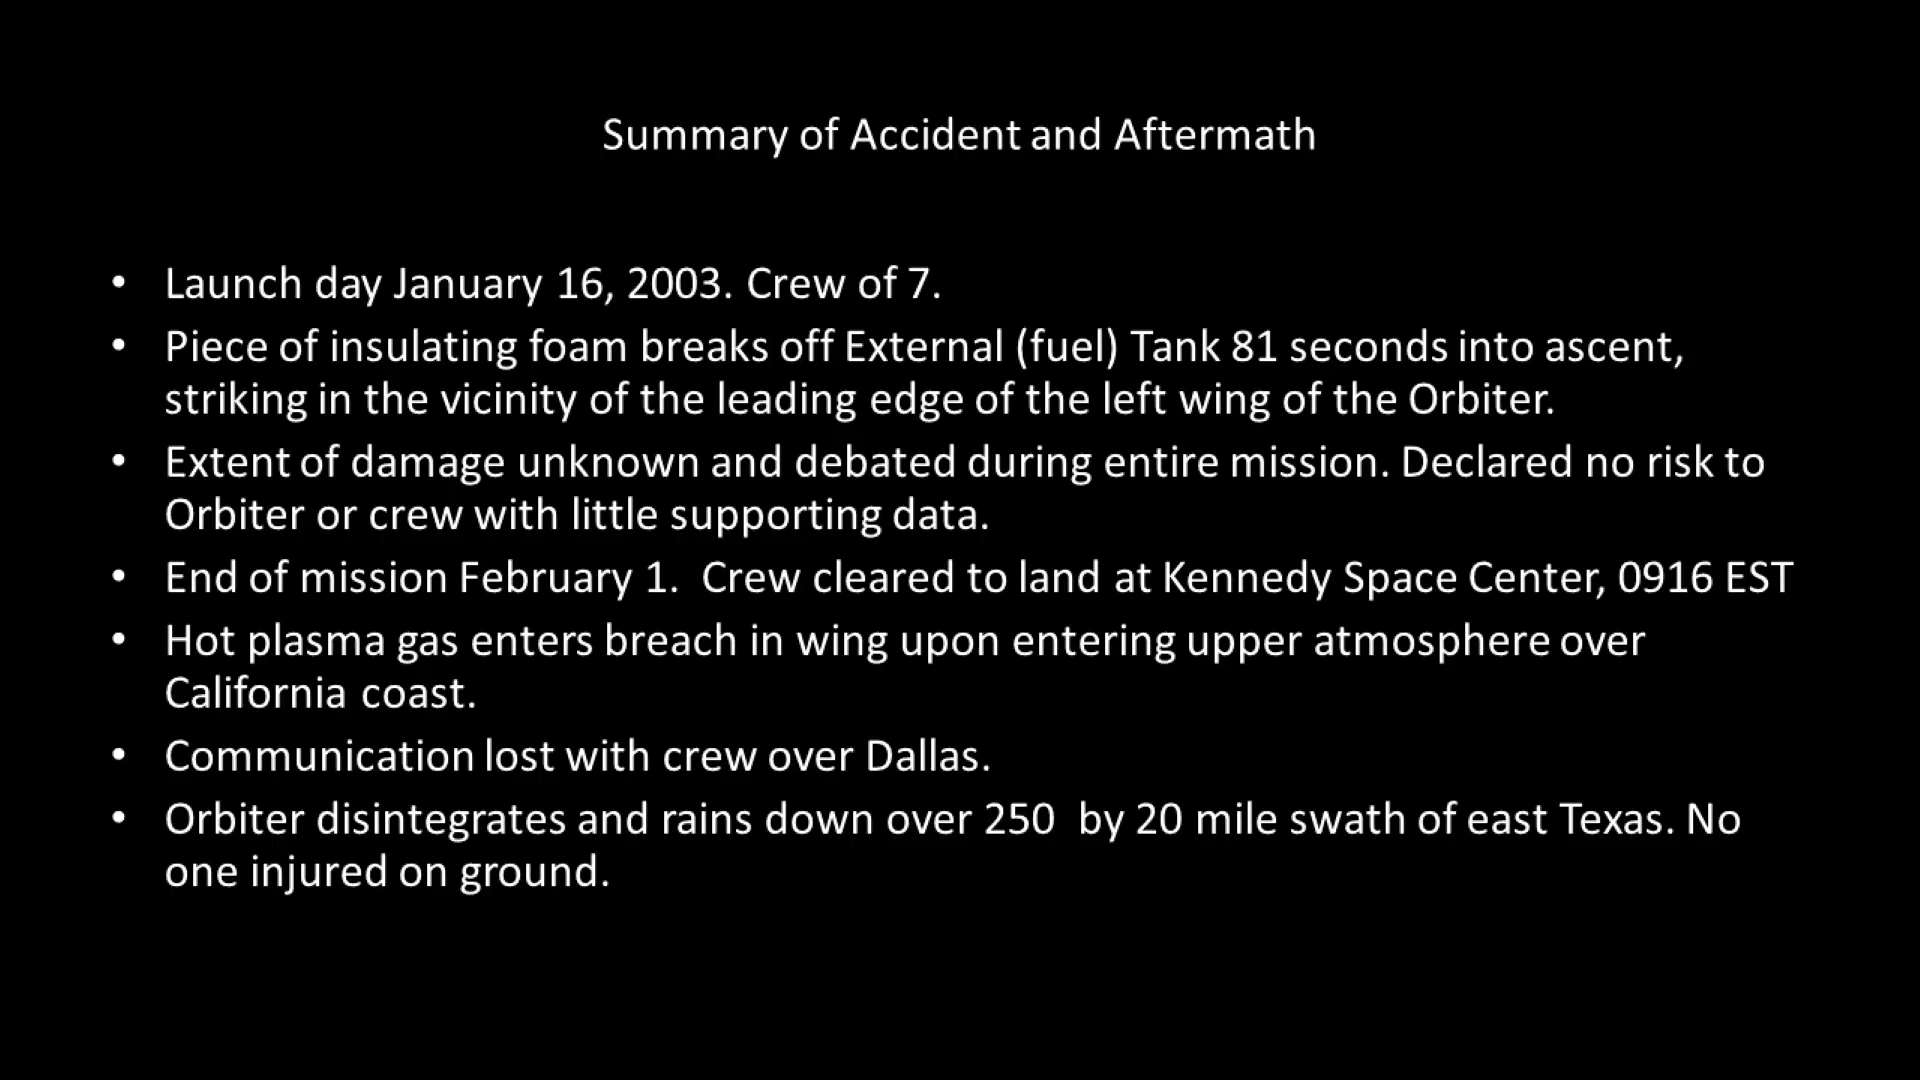 Summary of Accident and Aftermath
• Launch day January 16, 2003. Crew of 7.
• Piece of insulating foam breaks off External (fuel) Tank 81 seconds into ascent,
striking in the vicinity of the leading edge of the left wing of the Orbiter.
• Extent of damage unknown and debated during entire mission. Declared no risk to
Orbiter or crew with little supporting data.
• End of mission February 1.  Crew cleared to land at Kennedy Space Center, 0916 EST
• Hot plasma gas enters breach in wing upon entering upper atmosphere over
California coast.
• Communication lost with crew over Dallas.
• Orbiter disintegrates and rains down over 250  by 20 mile swath of east Texas. No
one injured on ground.